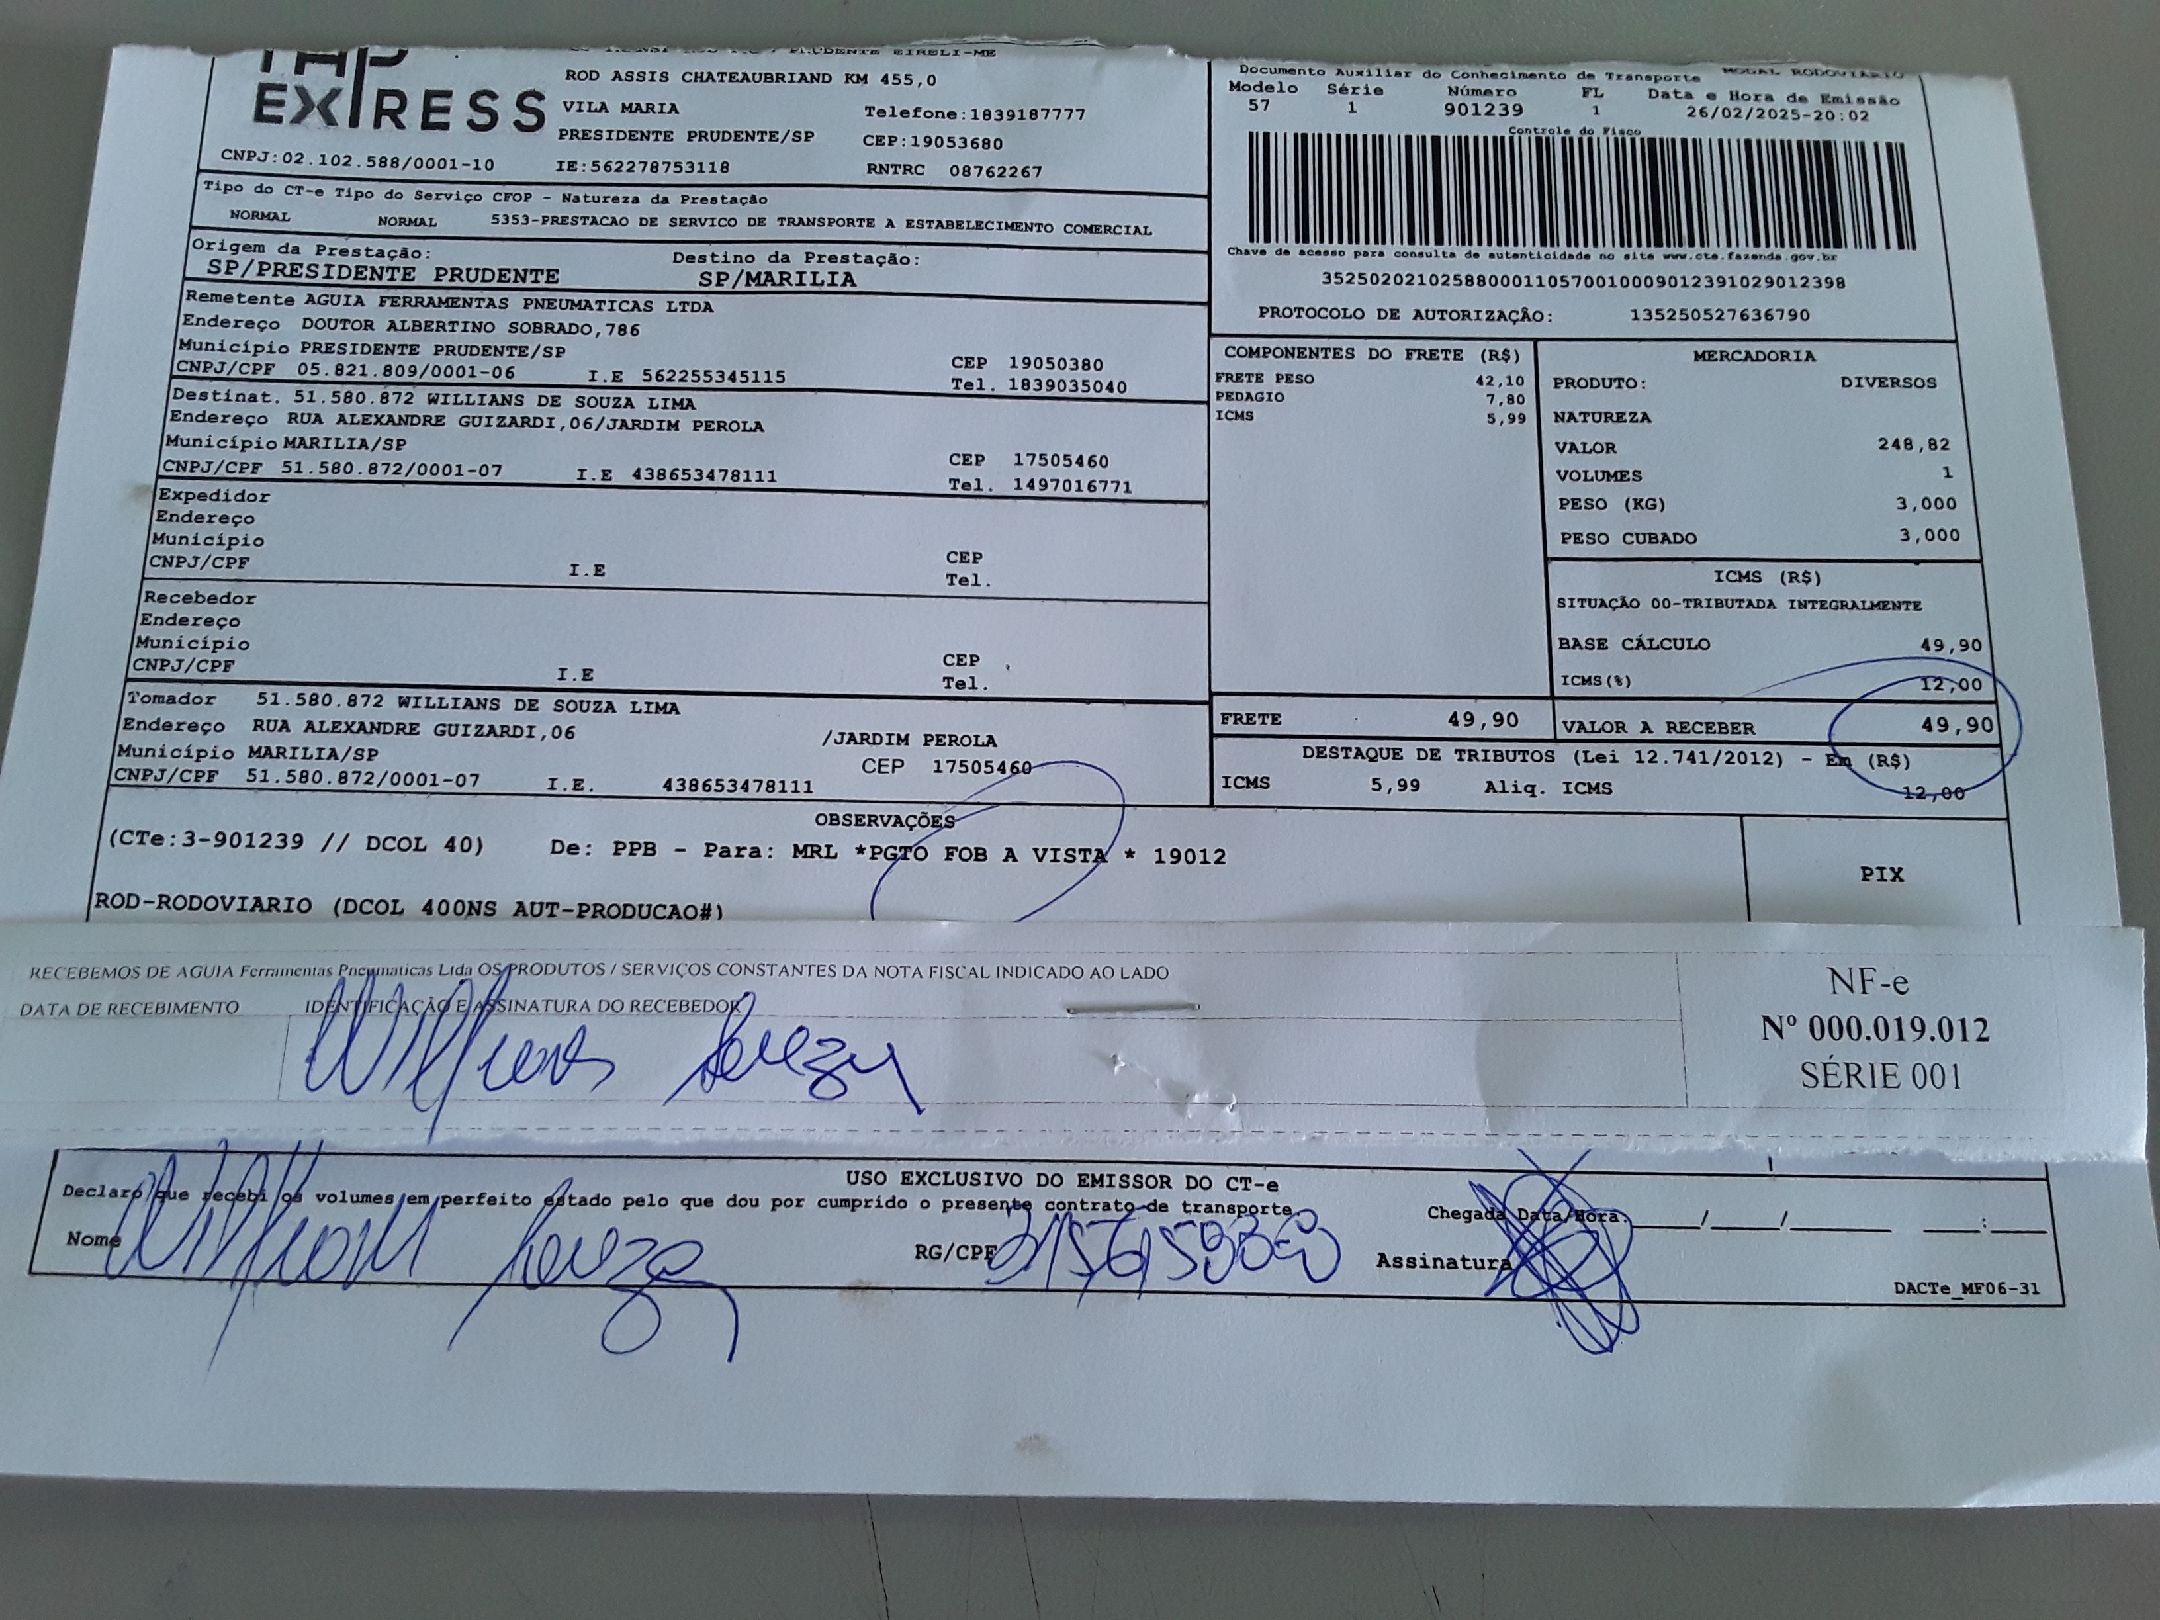 TAP
EXPRESS
PRUDENTE EIRELI-ME
ROD ASSIS CHATEAUBRIAND KM 455,0
VILA MARIA Telefone:1839187777
PRESIDENTE PRUDENTE/SP CEP:19053680
CNPJ:02.102.588/0001-10 IE:562278753118 RNTRC 08762267
Documento Auxiliar do Conhecimento de Transporte MODAL RODOVIARIO
Modelo Série Número FL Data e Hora de Emissão
57 1 901239 1 26/02/2025-20:02
Controle do Fisco
Chave de acesso para consulta de autenticidade no site www.cte.fazenda.gov.br
35250202102588000110570010009012391029012398
PROTOCOLO DE AUTORIZAÇÃO: 135250527636790
Tipo do CT-e Tipo do Serviço CFOP - Natureza da Prestação
NORMAL NORMAL 5353-PRESTACAO DE SERVICO DE TRANSPORTE A ESTABELECIMENTO COMERCIAL
Origem da Prestação: Destino da Prestação:
SP/PRESIDENTE PRUDENTE SP/MARILIA
Remetente AGUIA FERRAMENTAS PNEUMATICAS LTDA
Endereço DOUTOR ALBERTINO SOBRADO,786
Município PRESIDENTE PRUDENTE/SP CEP 19050380
CNPJ/CPF 05.821.809/0001-06 I.E 562255345115 Tel. 1839035040
Destinat. 51.580.872 WILLIANS DE SOUZA LIMA
Endereço RUA ALEXANDRE GUIZARDI,06/JARDIM PEROLA
Município MARILIA/SP CEP 17505460
CNPJ/CPF 51.580.872/0001-07 I.E 438653478111 Tel. 1497016771
Expedidor
Endereço
Município CEP
CNPJ/CPF I.E Tel.
Recebedor
Endereço
Município CEP
CNPJ/CPF I.E Tel.
Tomador 51.580.872 WILLIANS DE SOUZA LIMA
Endereço RUA ALEXANDRE GUIZARDI,06 /JARDIM PEROLA
Município MARILIA/SP CEP 17505460
CNPJ/CPF 51.580.872/0001-07 I.E. 438653478111
COMPONENTES DO FRETE (R$)
FRETE PESO 42,10
PEDAGIO 7,80
ICMS 5,99
MERCADORIA
PRODUTO: DIVERSOS
NATUREZA
VALOR 248,82
VOLUMES 1
PESO (KG) 3,000
PESO CUBADO 3,000
ICMS (R$)
SITUAÇÃO 00-TRIBUTADA INTEGRALMENTE
BASE CÁLCULO 49,90
ICMS(%) 12,00
FRETE 49,90 VALOR A RECEBER 49,90
DESTAQUE DE TRIBUTOS (Lei 12.741/2012) - Em (R$)
ICMS 5,99 Aliq. ICMS 12,00
OBSERVAÇÕES
(CTe:3-901239 // DCOL 40) De: PPB - Para: MRL *PGTO FOB A VISTA * 19012
PIX
ROD-RODOVIARIO (DCOL 400NS AUT-PRODUCAO#)
RECEBEMOS DE AGUIA Ferramentas Pneumaticas Ltda OS PRODUTOS / SERVIÇOS CONSTANTES DA NOTA FISCAL INDICADO AO LADO
DATA DE RECEBIMENTO IDENTIFICAÇÃO E ASSINATURA DO RECEBEDOR
Willians Souza
NF-e
Nº 000.019.012
SÉRIE 001
USO EXCLUSIVO DO EMISSOR DO CT-e
Declaro que recebi os volumes em perfeito estado pelo que dou por cumprido o presente contrato de transporte.
Chegada Data/Hora: / / :
Nome Willians Souza RG/CPF Assinatura
DACTe_MF06-31